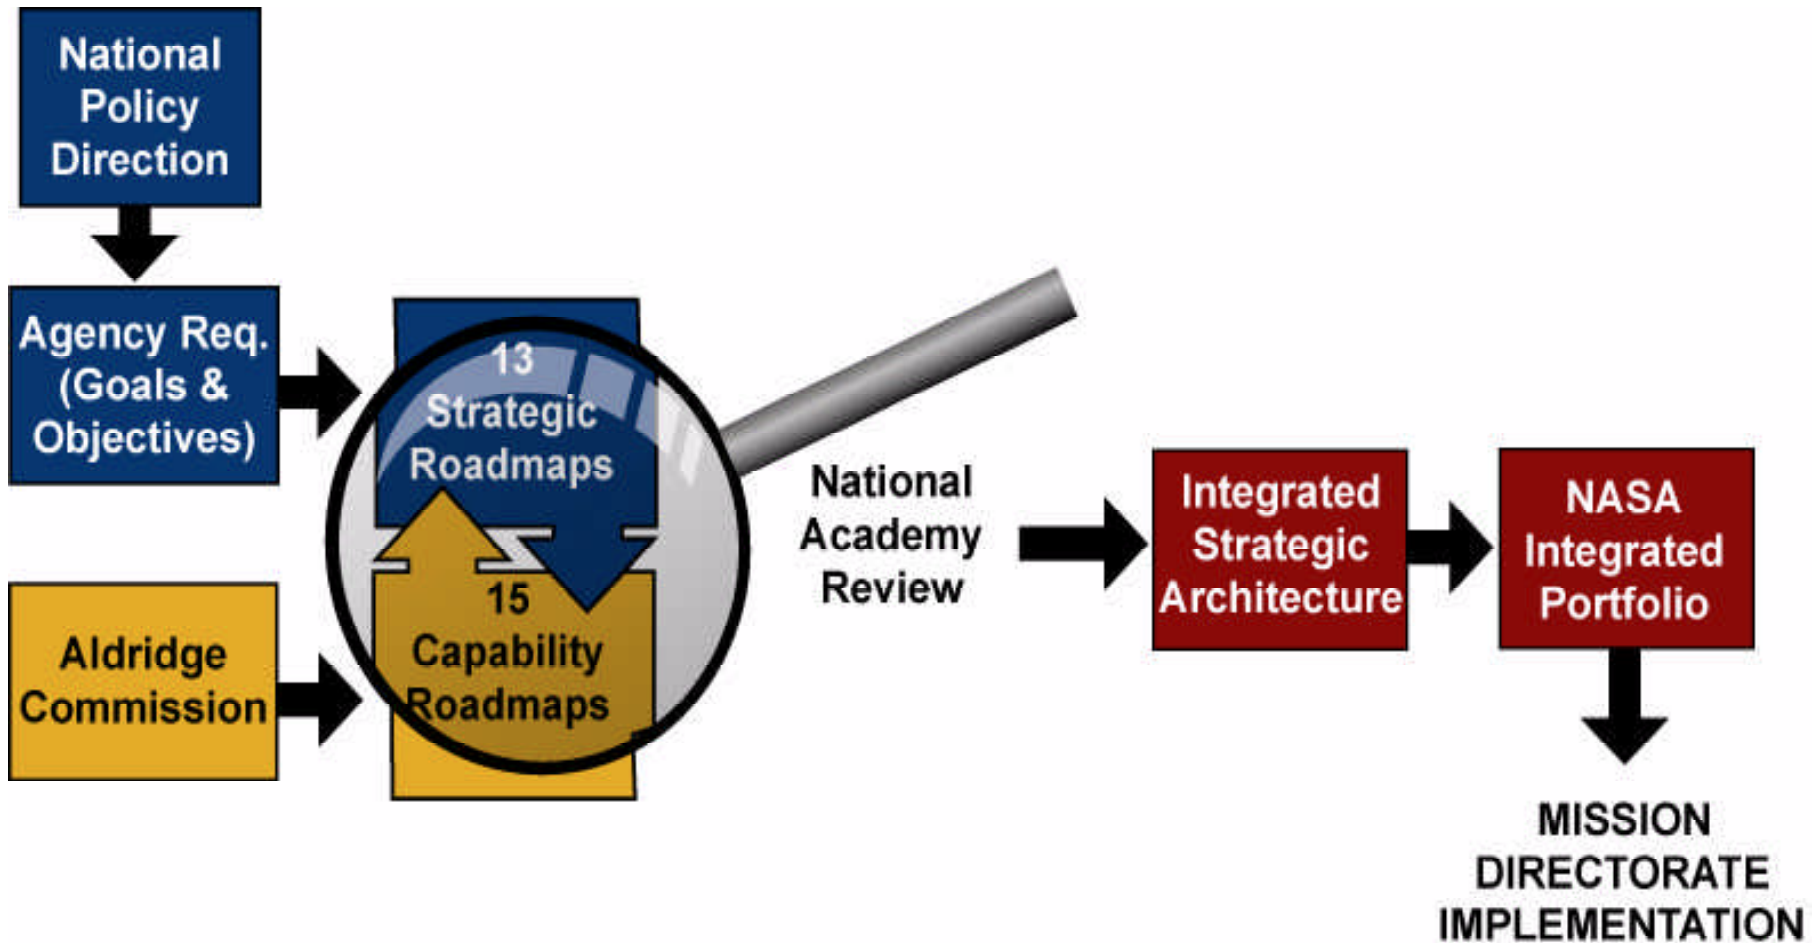 National
Policy
Direction
Agency Req.
(Goals &
Objectives)
13
Strategic
Roadmaps
15
Capability
Roadmaps
Aldridge
Commission
National
Academy
Review
Integrated
Strategic
Architecture
NASA
Integrated
Portfolio
MISSION
DIRECTORATE
IMPLEMENTATION